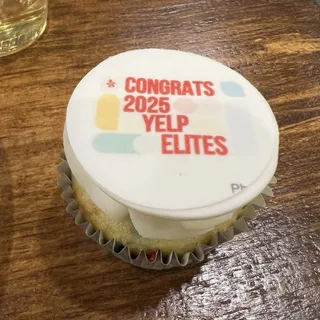 * CONGRATS
2025
YELP
ELITES